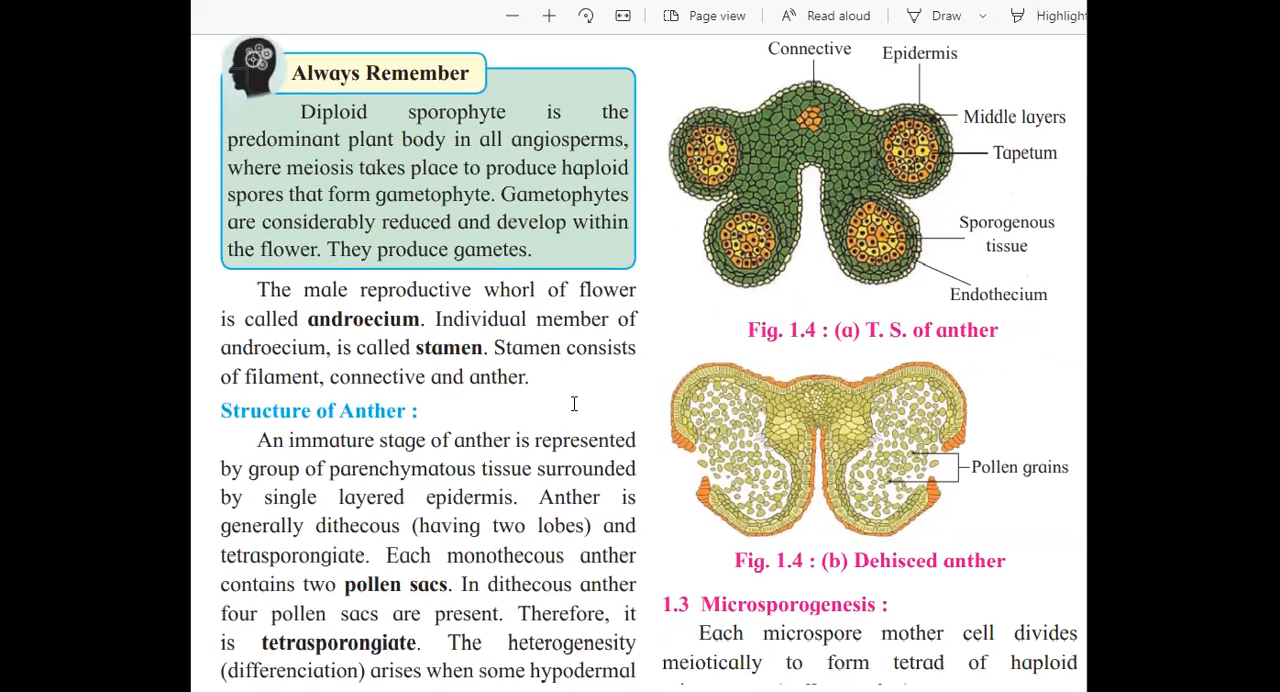 Page view
Read aloud
Draw
Highlight
Always Remember
Diploid sporophyte is the
predominant plant body in all angiosperms,
where meiosis takes place to produce haploid
spores that form gametophyte. Gametophytes
are considerably reduced and develop within
the flower. They produce gametes.
The male reproductive whorl of flower
is called androecium. Individual member of
androecium, is called stamen. Stamen consists
of filament, connective and anther.
Structure of Anther :
An immature stage of anther is represented
by group of parenchymatous tissue surrounded
by single layered epidermis. Anther is
generally dithecous (having two lobes) and
tetrasporongiate. Each monothecous anther
contains two pollen sacs. In dithecous anther
four pollen sacs are present. Therefore, it
is tetrasporongiate. The heterogenesity
(differenciation) arises when some hypodermal
Connective
Epidermis
Middle layers
Tapetum
Sporogenous
tissue
Endothecium
Fig. 1.4 : (a) T. S. of anther
Pollen grains
Fig. 1.4 : (b) Dehisced anther
1.3 Microsporogenesis :
Each microspore mother cell divides
meiotically to form tetrad of haploid